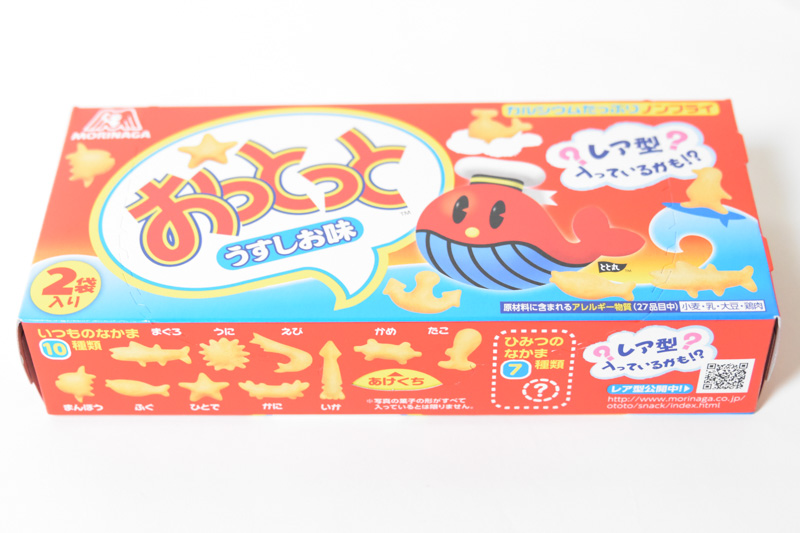 MORINAGA
カルシウムたっぷりノンフライ
おっとっと
™
うすしお味
2袋
入り
?レア型?
入っているかも!?
とと丸
原材料に含まれるアレルギー物質(27品目中) 小麦・乳・大豆・鶏肉
いつものなかま
10種類
まぐろ
うに
えび
かめ
たこ
まんぼう
ふぐ
ひとで
かに
いか
あけくち
※写真の菓子の形がすべて
入っているとは限りません。
ひみつの
なかま
7種類
?
?レア型?
入っているかも!?
レア型公開中!
http://www.morinaga.co.jp/
ototo/snack/index.html